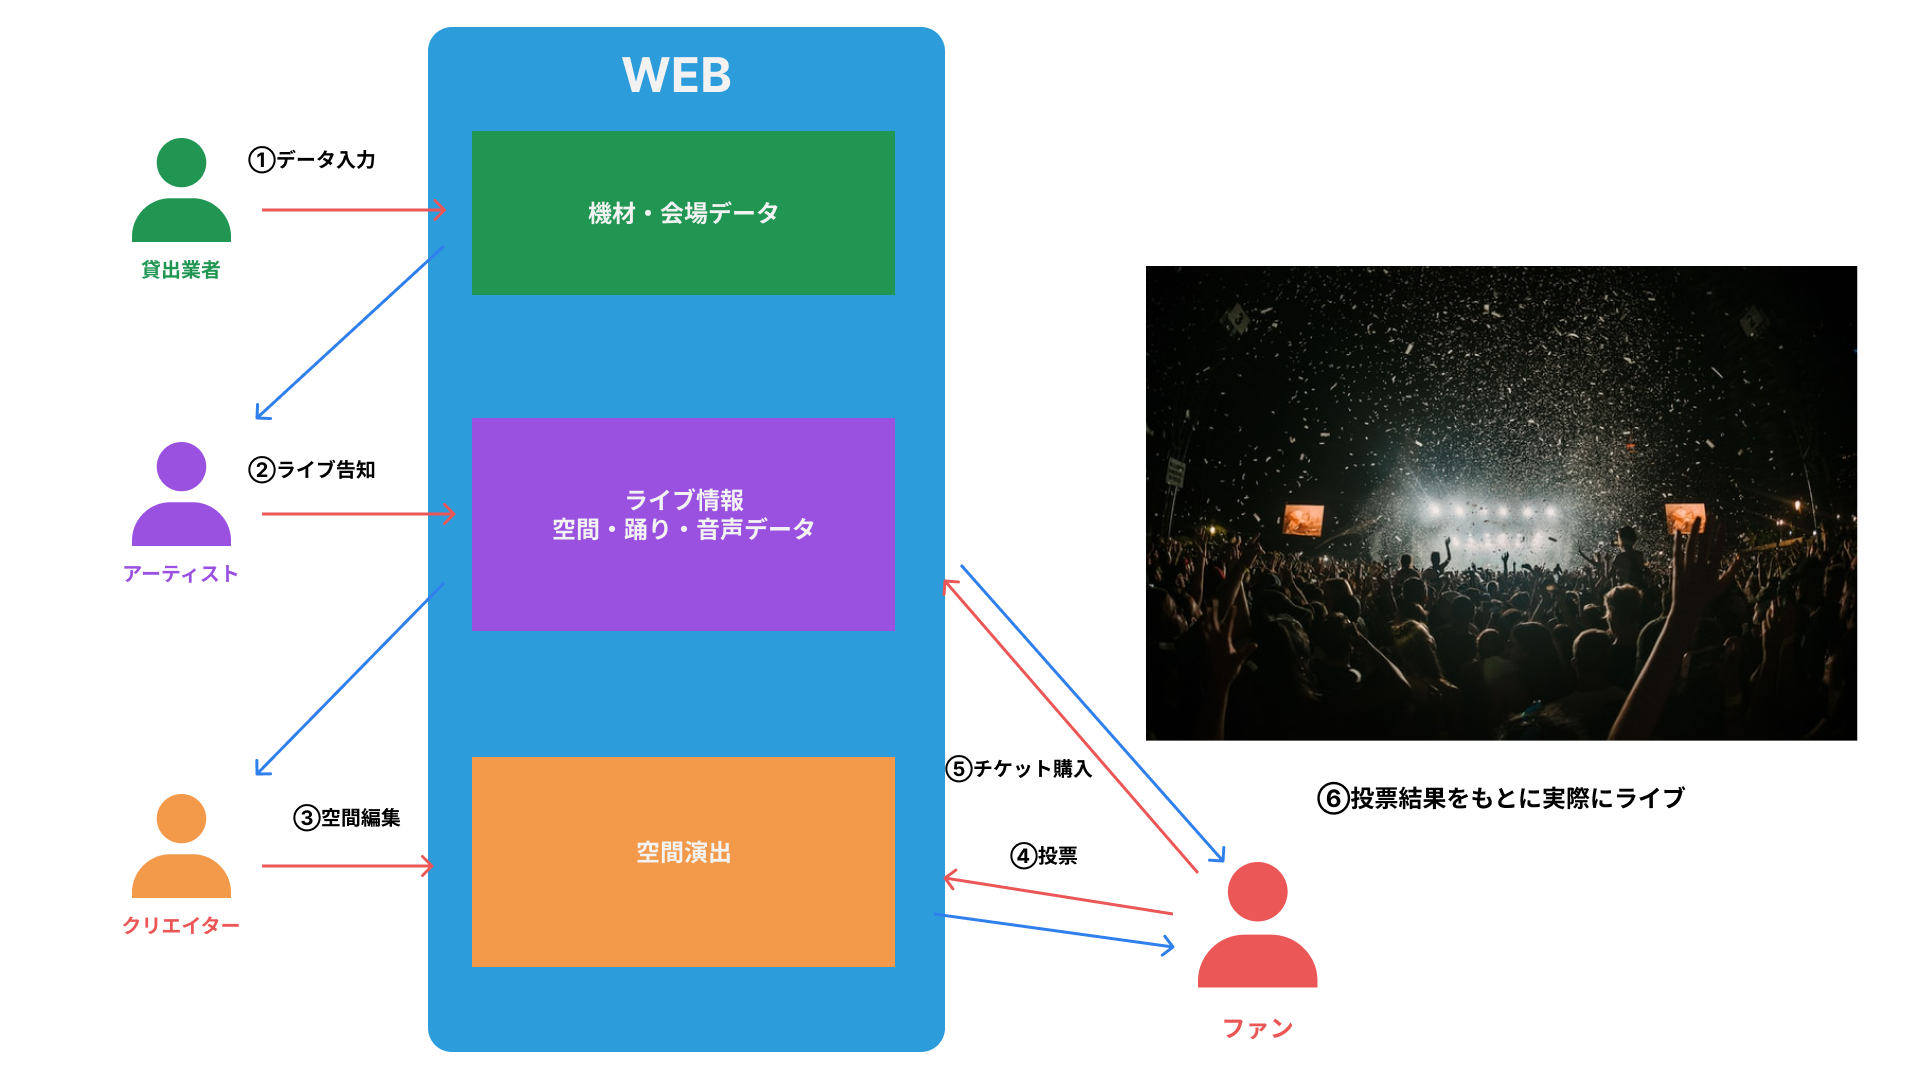 WEB
①データ入力
機材・会場データ
貸出業者
②ライブ告知
ライブ情報
空間・踊り・音声データ
アーティスト
③空間編集
空間演出
クリエイター
⑤チケット購入
④投票
ファン
⑥投票結果をもとに実際にライブ